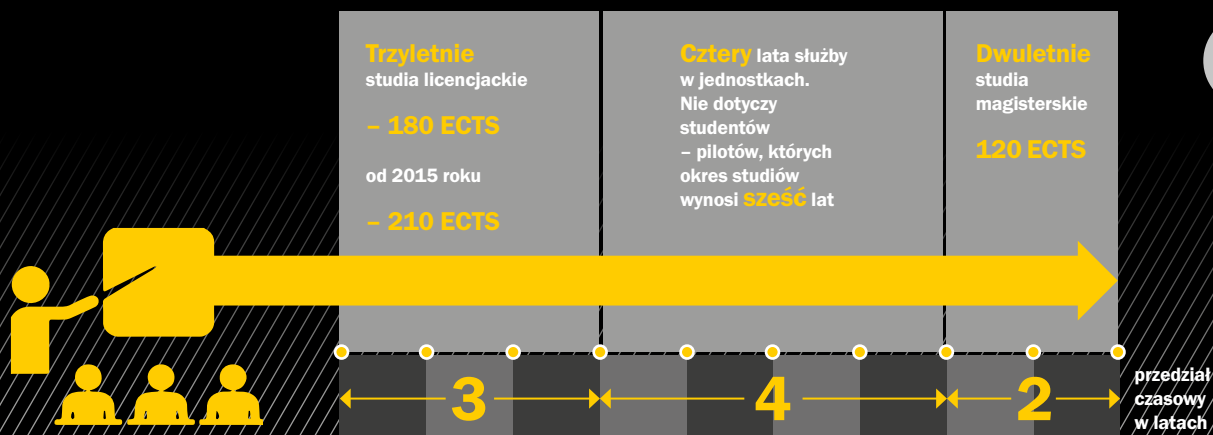 Trzyletnie
studia licencjackie
– 180 ECTS
od 2015 roku
– 210 ECTS
Cztery lata służby
w jednostkach.
Nie dotyczy
studentów
– pilotów, których
okres studiów
wynosi sześć lat
Dwuletnie
studia
magisterskie
120 ECTS
3
4
2
przedział
czasowy
w latach